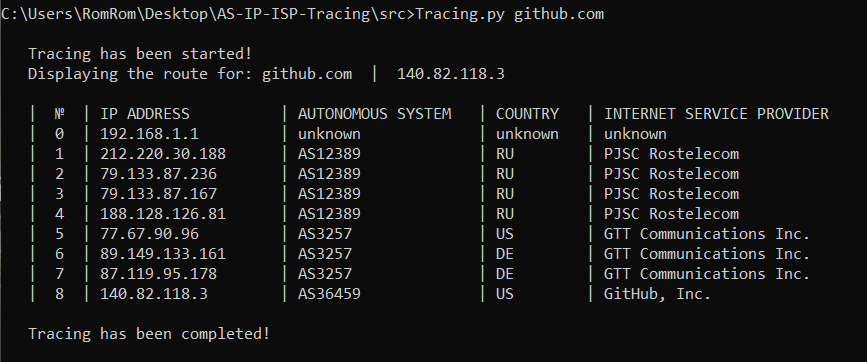 C:\Users\RomRom\Desktop\AS-IP-ISP-Tracing\src>Tracing.py github.com
Tracing has been started!
Displaying the route for: github.com | 140.82.118.3
| № | IP ADDRESS | AUTONOMOUS SYSTEM | COUNTRY | INTERNET SERVICE PROVIDER
| 0 | 192.168.1.1 | unknown | unknown | unknown
| 1 | 212.220.30.188 | AS12389 | RU | PJSC Rostelecom
| 2 | 79.133.87.236 | AS12389 | RU | PJSC Rostelecom
| 3 | 79.133.87.167 | AS12389 | RU | PJSC Rostelecom
| 4 | 188.128.126.81 | AS12389 | RU | PJSC Rostelecom
| 5 | 77.67.90.96 | AS3257 | US | GTT Communications Inc.
| 6 | 89.149.133.161 | AS3257 | DE | GTT Communications Inc.
| 7 | 87.119.95.178 | AS3257 | DE | GTT Communications Inc.
| 8 | 140.82.118.3 | AS36459 | US | GitHub, Inc.
Tracing has been completed!